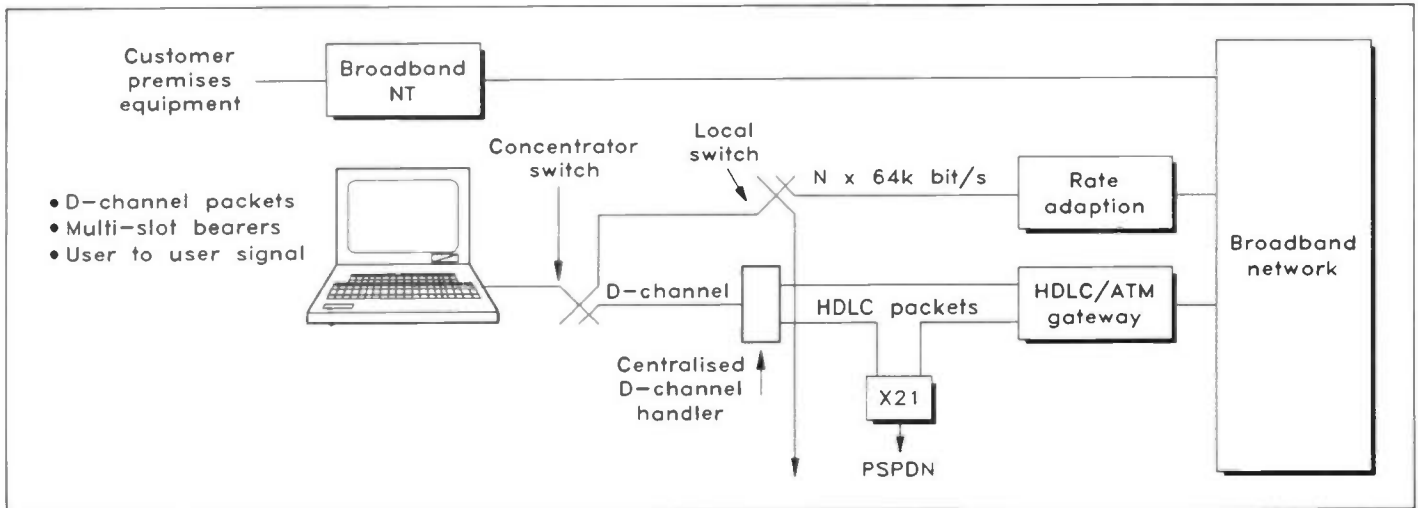 Customer
premises
equipment
Broadband
NT
Concentrator
switch
Local
switch
N x 64k bit/s
Rate
adaption
Broadband
network
• D-channel packets
• Multi-slot bearers
• User to user signal
D-channel
HDLC packets
HDLC/ATM
gateway
Centralised
D-channel
handler
X21
PSPDN